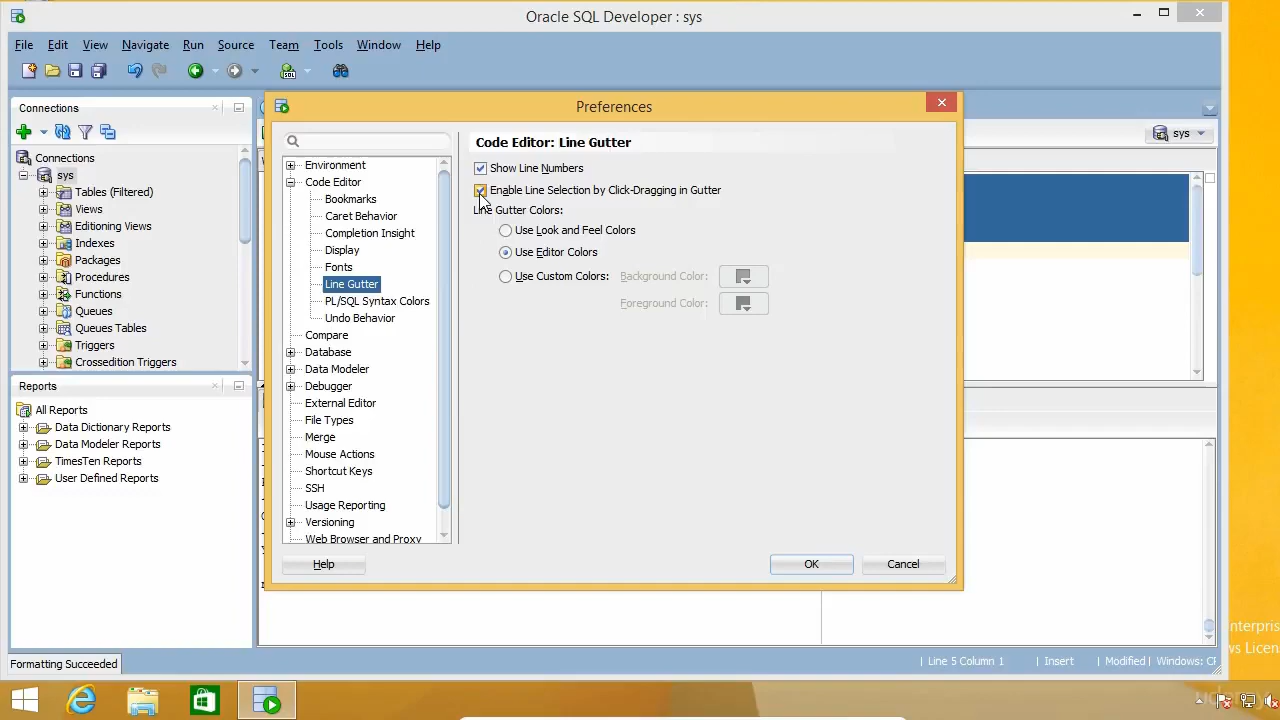 Oracle SQL Developer : sys
File Edit View Navigate Run Source Team Tools Window Help
Connections
sys
Connections
sys
Tables (Filtered)
Views
Editioning Views
Indexes
Packages
Procedures
Functions
Queues
Queues Tables
Triggers
Crossedition Triggers
Reports
All Reports
Data Dictionary Reports
Data Modeler Reports
TimesTen Reports
User Defined Reports
Preferences
Environment
Code Editor
Bookmarks
Caret Behavior
Completion Insight
Display
Fonts
Line Gutter
PL/SQL Syntax Colors
Undo Behavior
Compare
Database
Data Modeler
Debugger
External Editor
File Types
Merge
Mouse Actions
Shortcut Keys
SSH
Usage Reporting
Versioning
Web Browser and Proxy
Code Editor: Line Gutter
Show Line Numbers
Enable Line Selection by Click-Dragging in Gutter
Line Gutter Colors:
Use Look and Feel Colors
Use Editor Colors
Use Custom Colors: Background Color:
Foreground Color:
Help OK Cancel
Formatting Succeeded
Line 5 Column 1 Insert Modified Windows: CF